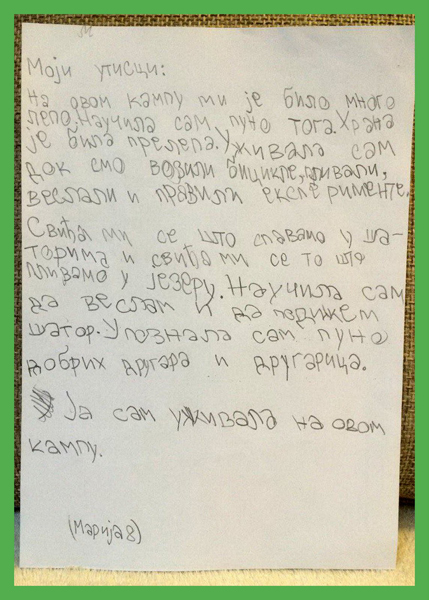 Моји утисци:
На овом кампу ми је било много
лепо. Научила сам пуно тога. Храна
је била прелепа. Уживала сам
док смо возили бицикле, пливали,
веслали и правили експерименте.
Свиђа ми се што спавамо у ша-
торима и свиђа ми се то што
пливамо у језеру. Научила сам
да веслам и да подижем
шатор. Упознала сам пуно
добрих другара и другарица.
Ја сам уживала на овом
кампу.
(Марија 8)